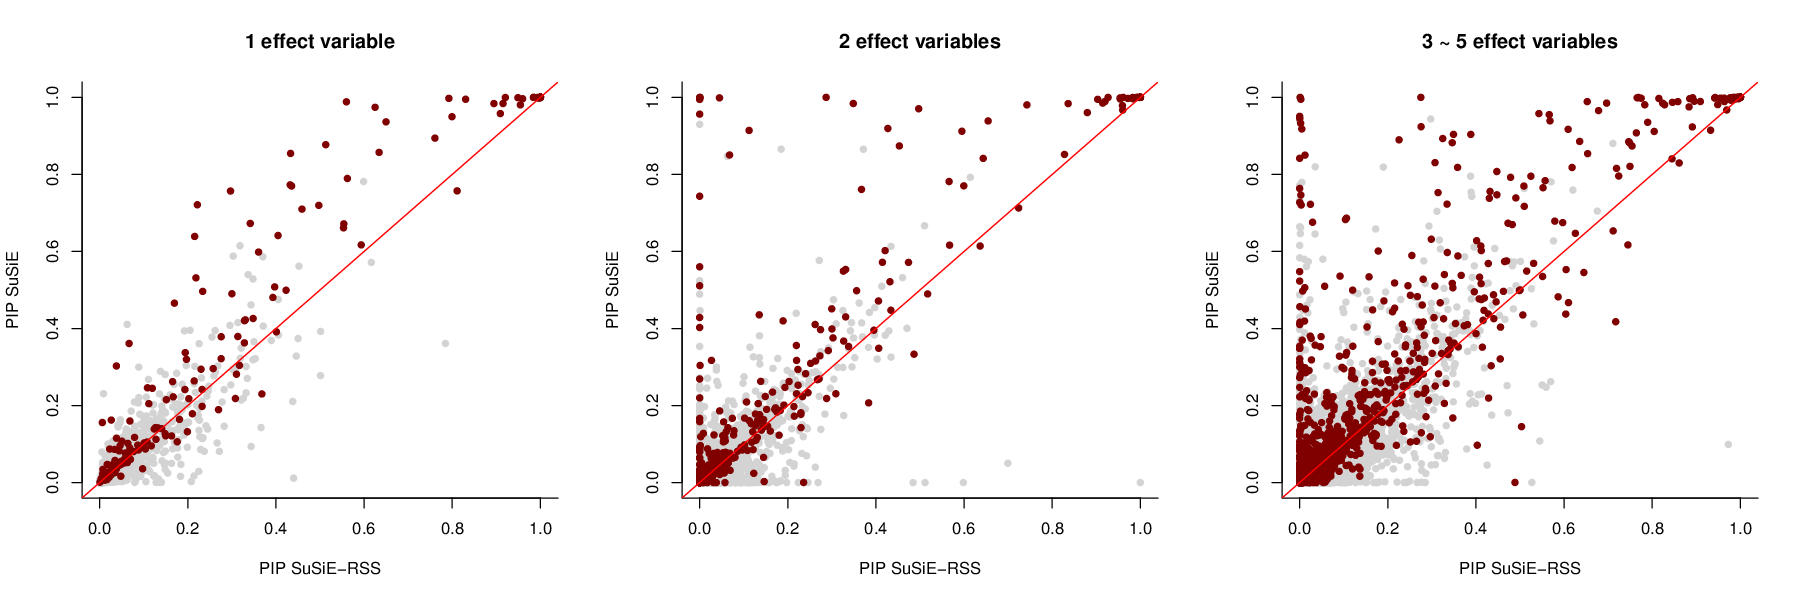 1 effect variable
PIP SuSiE
1.0
0.8
0.6
0.4
0.2
0.0
0.0 0.2 0.4 0.6 0.8 1.0
PIP SuSiE−RSS
2 effect variables
PIP SuSiE
1.0
0.8
0.6
0.4
0.2
0.0
0.0 0.2 0.4 0.6 0.8 1.0
PIP SuSiE−RSS
3 ~ 5 effect variables
PIP SuSiE
1.0
0.8
0.6
0.4
0.2
0.0
0.0 0.2 0.4 0.6 0.8 1.0
PIP SuSiE−RSS